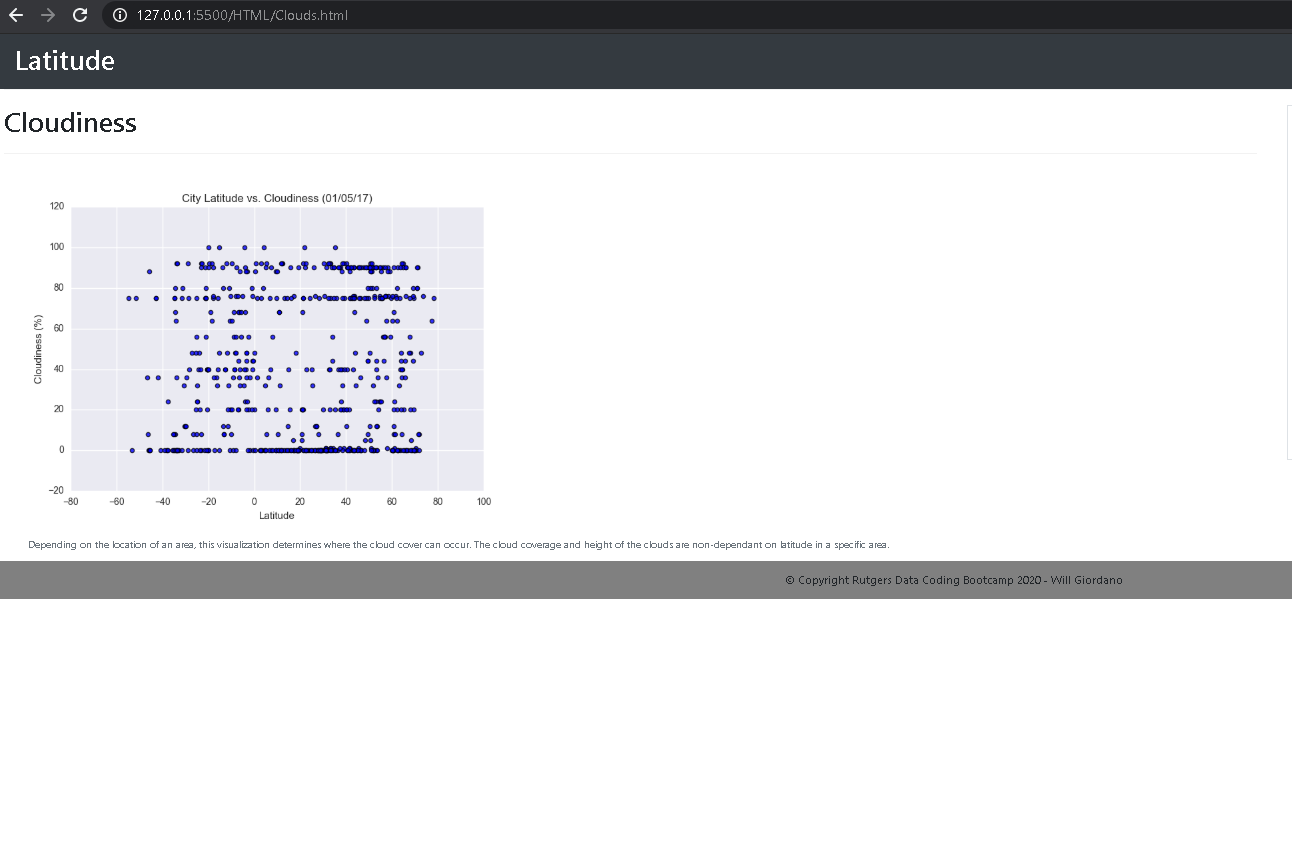 127.0.0.1:5500/HTML/Clouds.html
Latitude
Cloudiness
City Latitude vs. Cloudiness (01/05/17)
120
100
80
60
40
20
0
−20
Cloudiness (%)
−80 −60 −40 −20 0 20 40 60 80 100
Latitude
Depending on the location of an area, this visualization determines where the cloud cover can occur. The cloud coverage and height of the clouds are non-dependant on latitude in a specific area.
© Copyright Rutgers Data Coding Bootcamp 2020 - Will Giordano